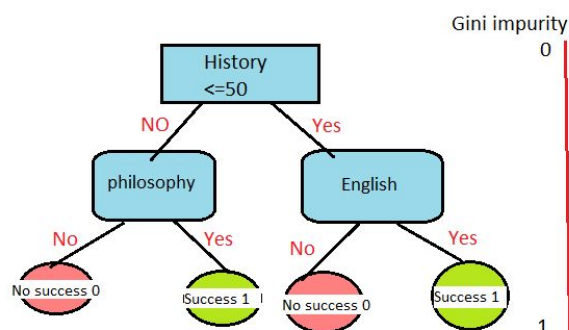 Gini impurity
0
History
<=50
NO
Yes
philosophy
English
No
Yes
No
Yes
No success 0
Success 1
No success 0
Success 1
1